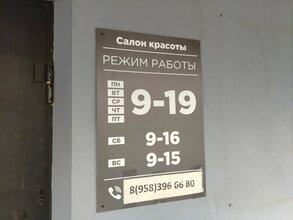 Салон красоты
РЕЖИМ РАБОТЫ
ПН
ВТ
СР
ЧТ
ПТ
9-19
СБ 9-16
ВС 9-15
8(958)396 66 80